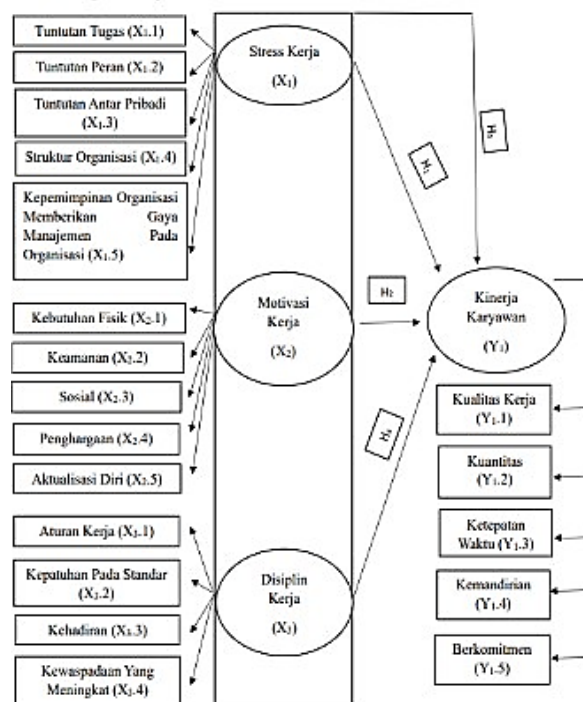 Tuntutan Tugas (X₁.1)
Tuntutan Peran (X₁.2)
Tuntutan Antar Pribadi
(X₁.3)
Struktur Organisasi (X₁.4)
Kepemimpinan Organisasi
Memberikan Gaya
Manajemen Pada
Organisasi (X₁.5)
Stress Kerja
(X₁)
H₁
H₅
Kebutuhan Fisik (X₂.1)
Keamanan (X₂.2)
Sosial (X₂.3)
Penghargaan (X₂.4)
Aktualisasi Diri (X₂.5)
Motivasi
Kerja
(X₂)
H₂
Kinerja
Karyawan
(Y₁)
Aturan Kerja (X₃.1)
Kepatuhan Pada Standar
(X₃.2)
Kehadiran (X₃.3)
Kewaspadaan Yang
Meningkat (X₃.4)
Disiplin
Kerja
(X₃)
Kualitas Kerja
(Y₁.1)
Kuantitas
(Y₁.2)
Ketepatan
Waktu (Y₁.3)
Kemandirian
(Y₁.4)
Berkomitmen
(Y₁.5)